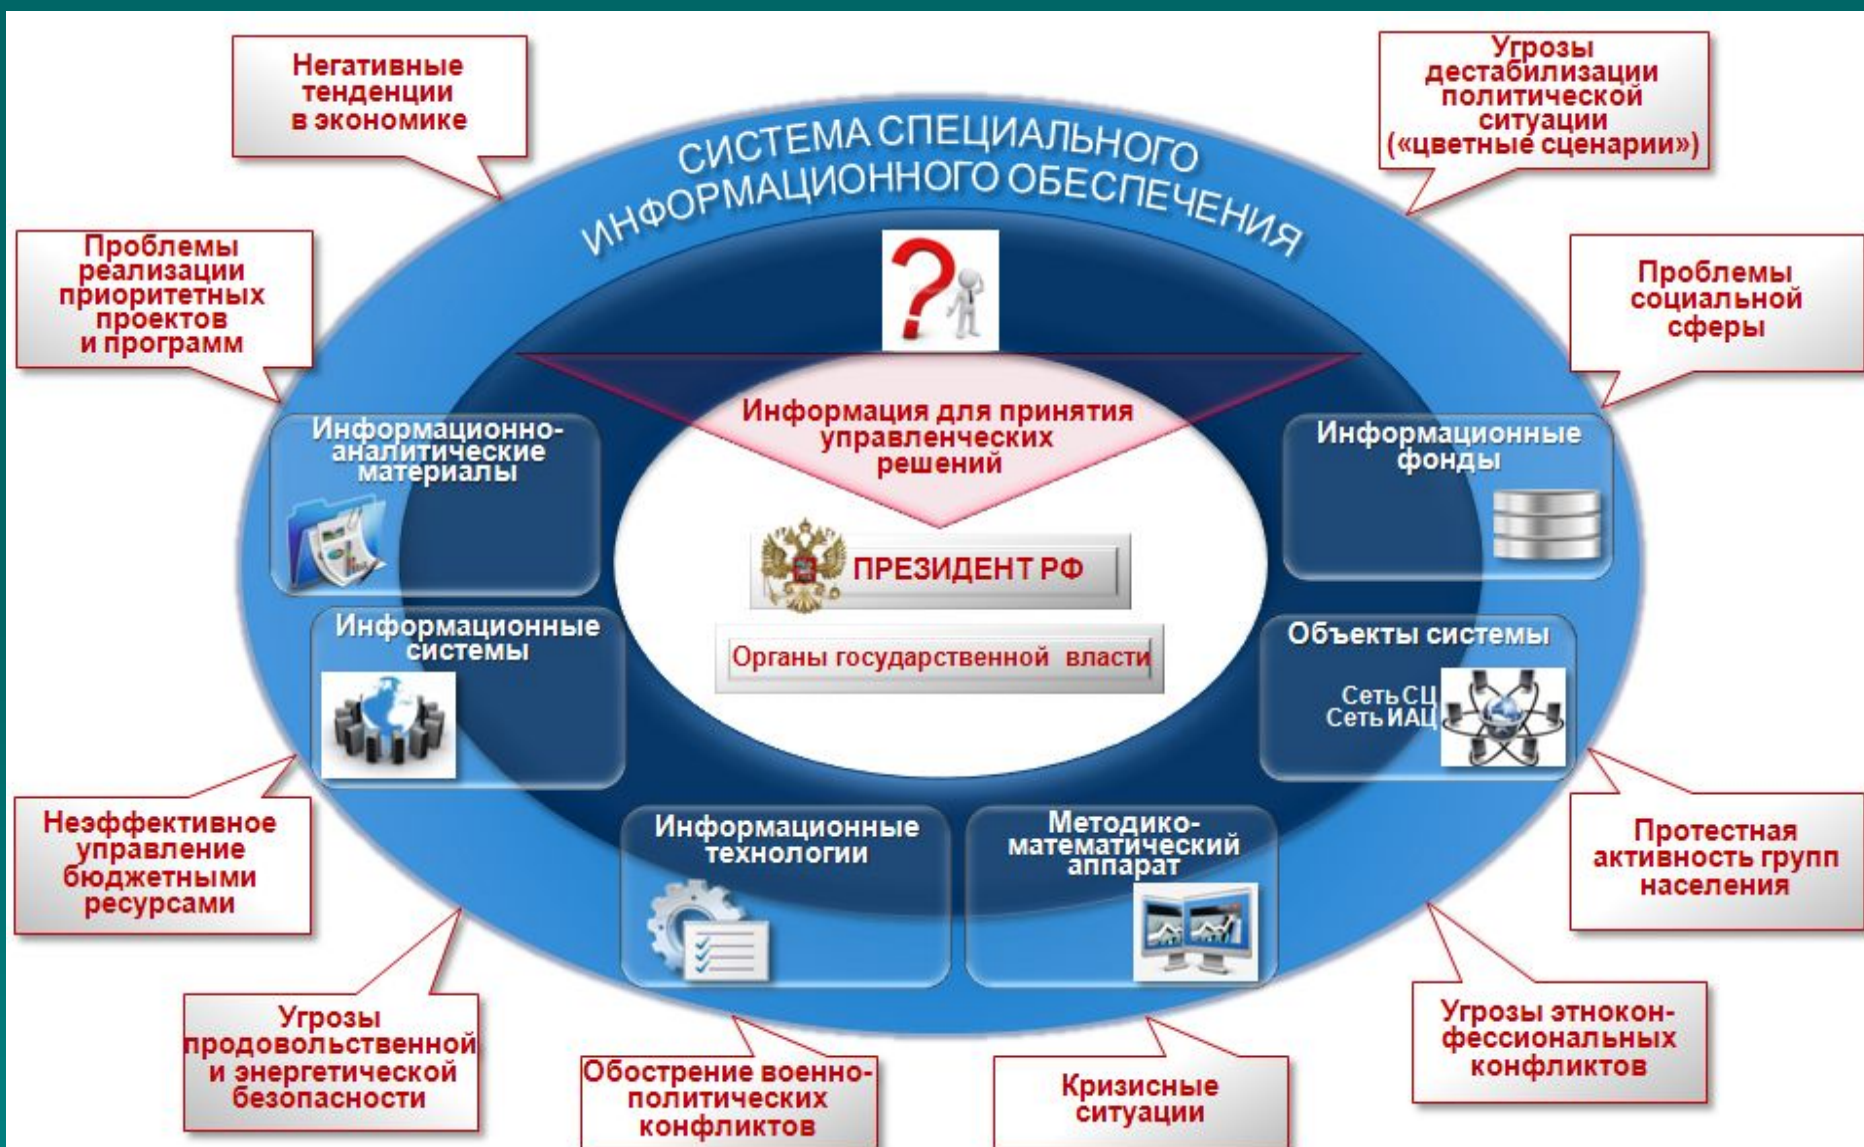 Негативные
тенденции
в экономике
Угрозы
дестабилизации
политической
ситуации
(«цветные сценарии»)
СИСТЕМА СПЕЦИАЛЬНОГО
ИНФОРМАЦИОННОГО ОБЕСПЕЧЕНИЯ
Проблемы
реализации
приоритетных
проектов
и программ
Проблемы
социальной
сферы
Информация для принятия
управленческих
решений
Информационно-
аналитические
материалы
Информационные
фонды
ПРЕЗИДЕНТ РФ
Органы государственной власти
Информационные
системы
Объекты системы
Сеть СЦ
Сеть ИАЦ
Информационные
технологии
Методико-
математический
аппарат
Неэффективное
управление
бюджетными
ресурсами
Протестная
активность групп
населения
Угрозы
продовольственной
и энергетической
безопасности
Обострение военно-
политических
конфликтов
Кризисные
ситуации
Угрозы этнокон-
фессиональных
конфликтов